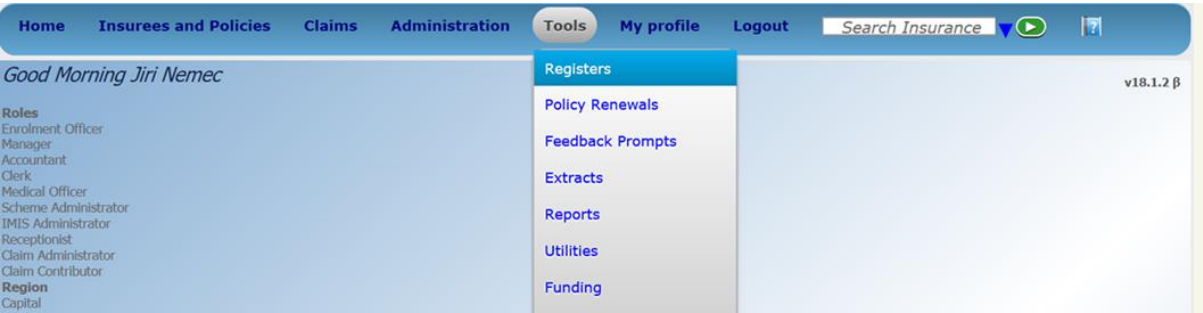 Home Insurees and Policies Claims Administration Tools My profile Logout Search Insurance ?
Good Morning Jiri Nemec
v18.1.2 β
Roles
Enrolment Officer
Manager
Accountant
Clerk
Medical Officer
Scheme Administrator
IMIS Administrator
Receptionist
Claim Administrator
Claim Contributor
Region
Capital
Registers
Policy Renewals
Feedback Prompts
Extracts
Reports
Utilities
Funding